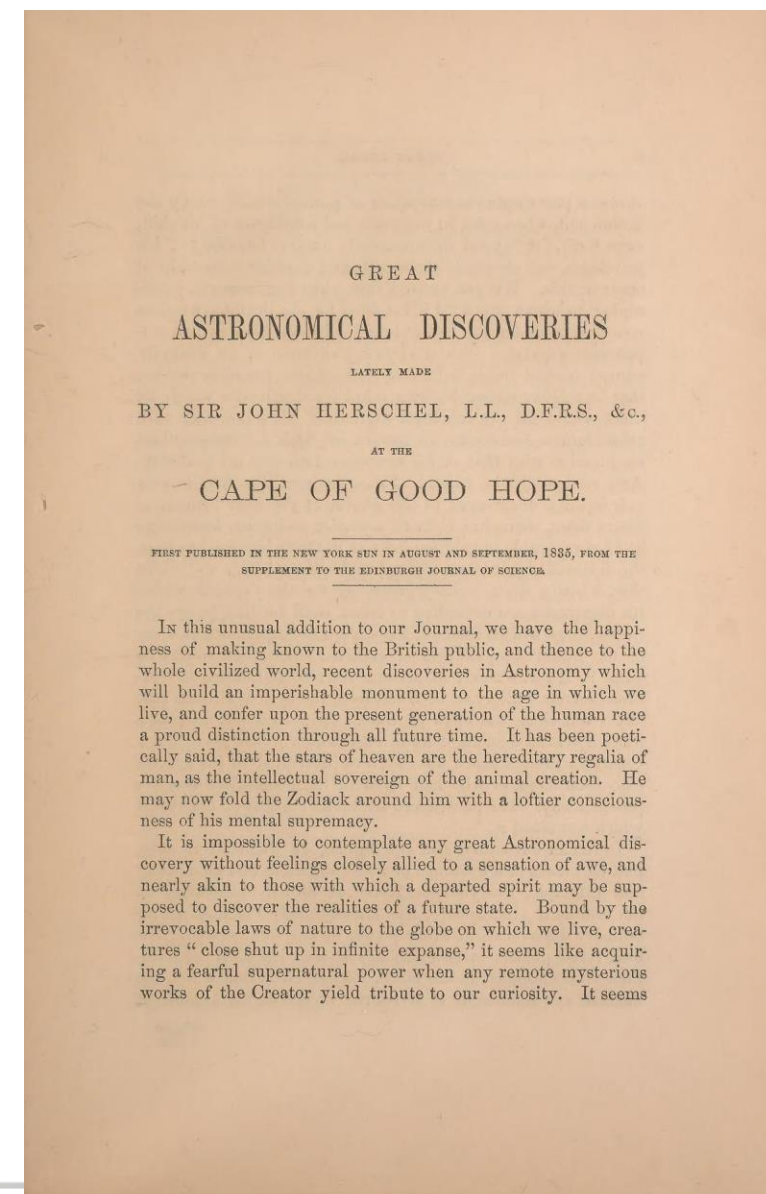 GREAT
ASTRONOMICAL DISCOVERIES
LATELY MADE
BY SIR JOHN HERSCHEL, L.L., D.F.R.S., &c.,
AT THE
CAPE OF GOOD HOPE.
FIRST PUBLISHED IN THE NEW YORK SUN IN AUGUST AND SEPTEMBER, 1835, FROM THE
SUPPLEMENT TO THE EDINBURGH JOURNAL OF SCIENCE.
In this unusual addition to our Journal, we have the happi-
ness of making known to the British public, and thence to the
whole civilized world, recent discoveries in Astronomy which
will build an imperishable monument to the age in which we
live, and confer upon the present generation of the human race
a proud distinction through all future time. It has been poeti-
cally said, that the stars of heaven are the hereditary regalia of
man, as the intellectual sovereign of the animal creation. He
may now fold the Zodiack around him with a loftier conscious-
ness of his mental supremacy.
It is impossible to contemplate any great Astronomical dis-
covery without feelings closely allied to a sensation of awe, and
nearly akin to those with which a departed spirit may be sup-
posed to discover the realities of a future state. Bound by the
irrevocable laws of nature to the globe on which we live, crea-
tures “ close shut up in infinite expanse,” it seems like acquir-
ing a fearful supernatural power when any remote mysterious
works of the Creator yield tribute to our curiosity. It seems